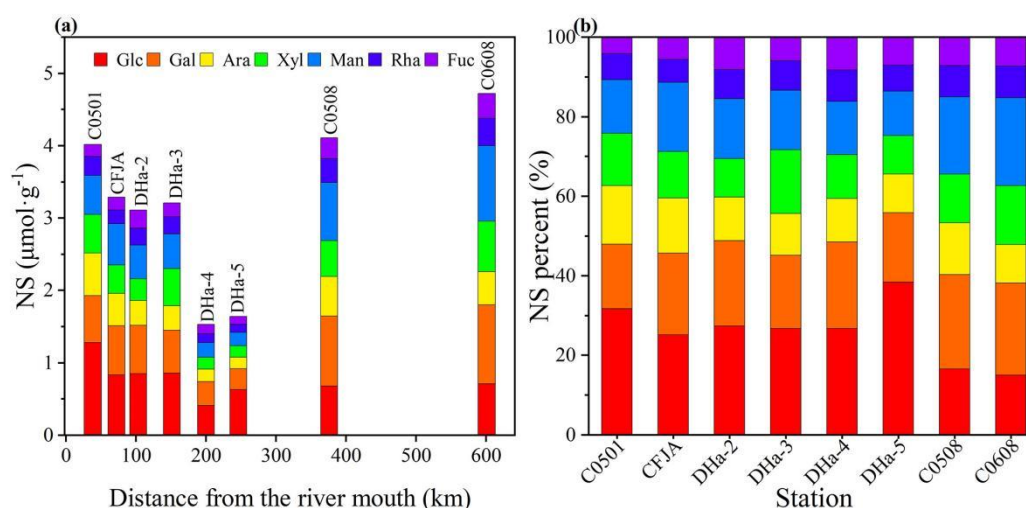 (a)
Glc Gal Ara Xyl Man Rha Fuc
C0501
CFJA
DHa-2
DHa-3
DHa-4
DHa-5
C0508
C0608
NS (μmol·g⁻¹)
5
4
3
2
1
0
0 100 200 300 400 500 600
Distance from the river mouth (km)
(b)
NS percent (%)
100
80
60
40
20
0
C0501 CFJA DHa-2 DHa-3 DHa-4 DHa-5 C0508 C0608
Station